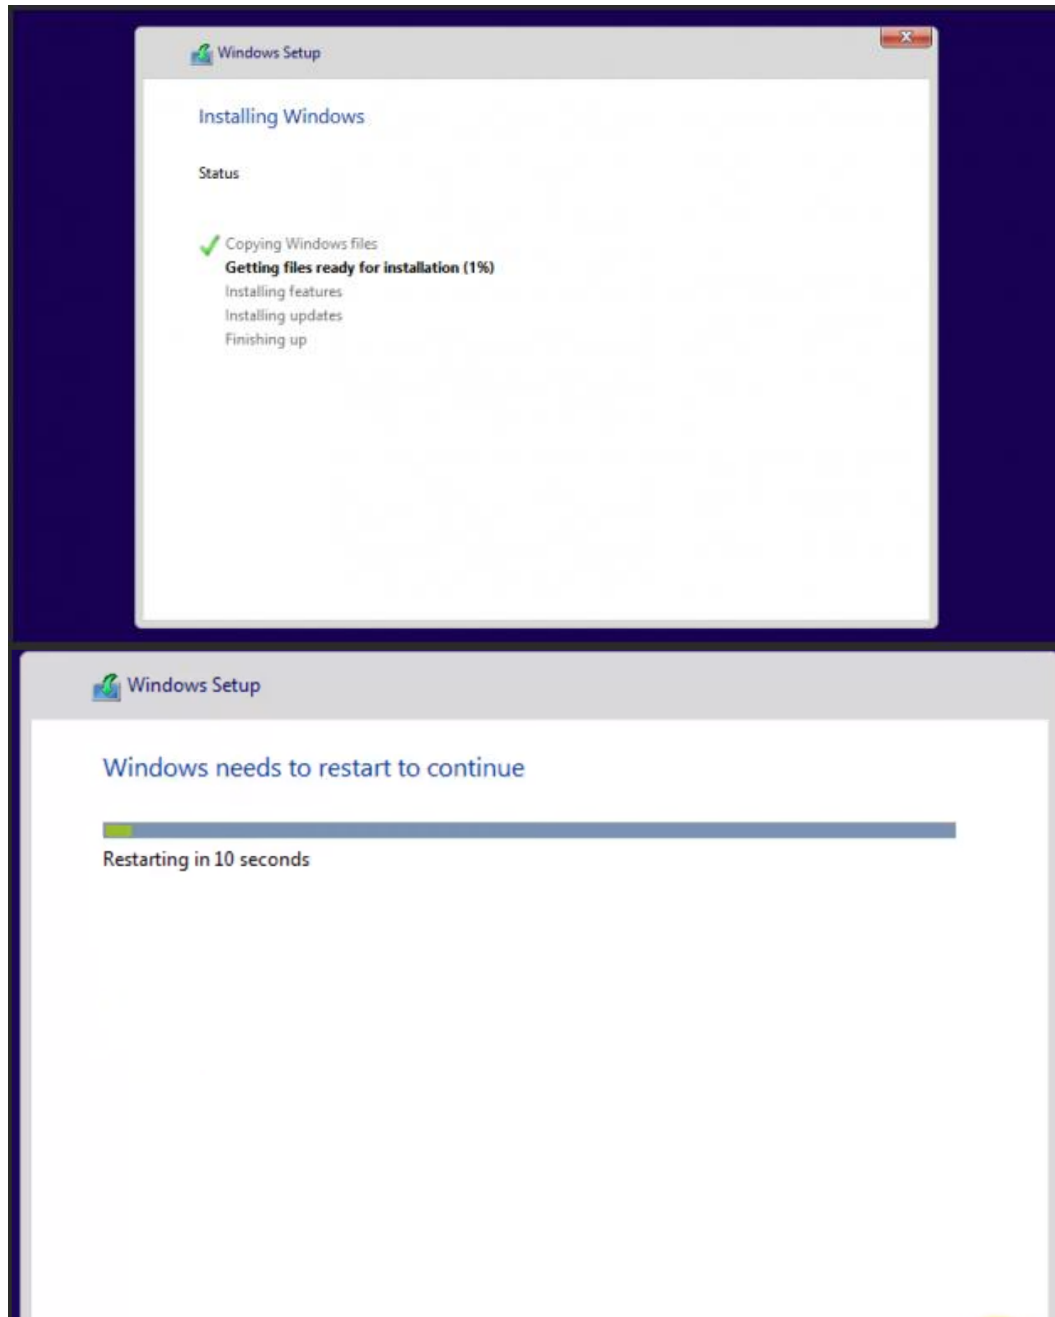 Windows Setup
Installing Windows
Status
Copying Windows files
Getting files ready for installation (1%)
Installing features
Installing updates
Finishing up
Windows Setup
Windows needs to restart to continue
Restarting in 10 seconds